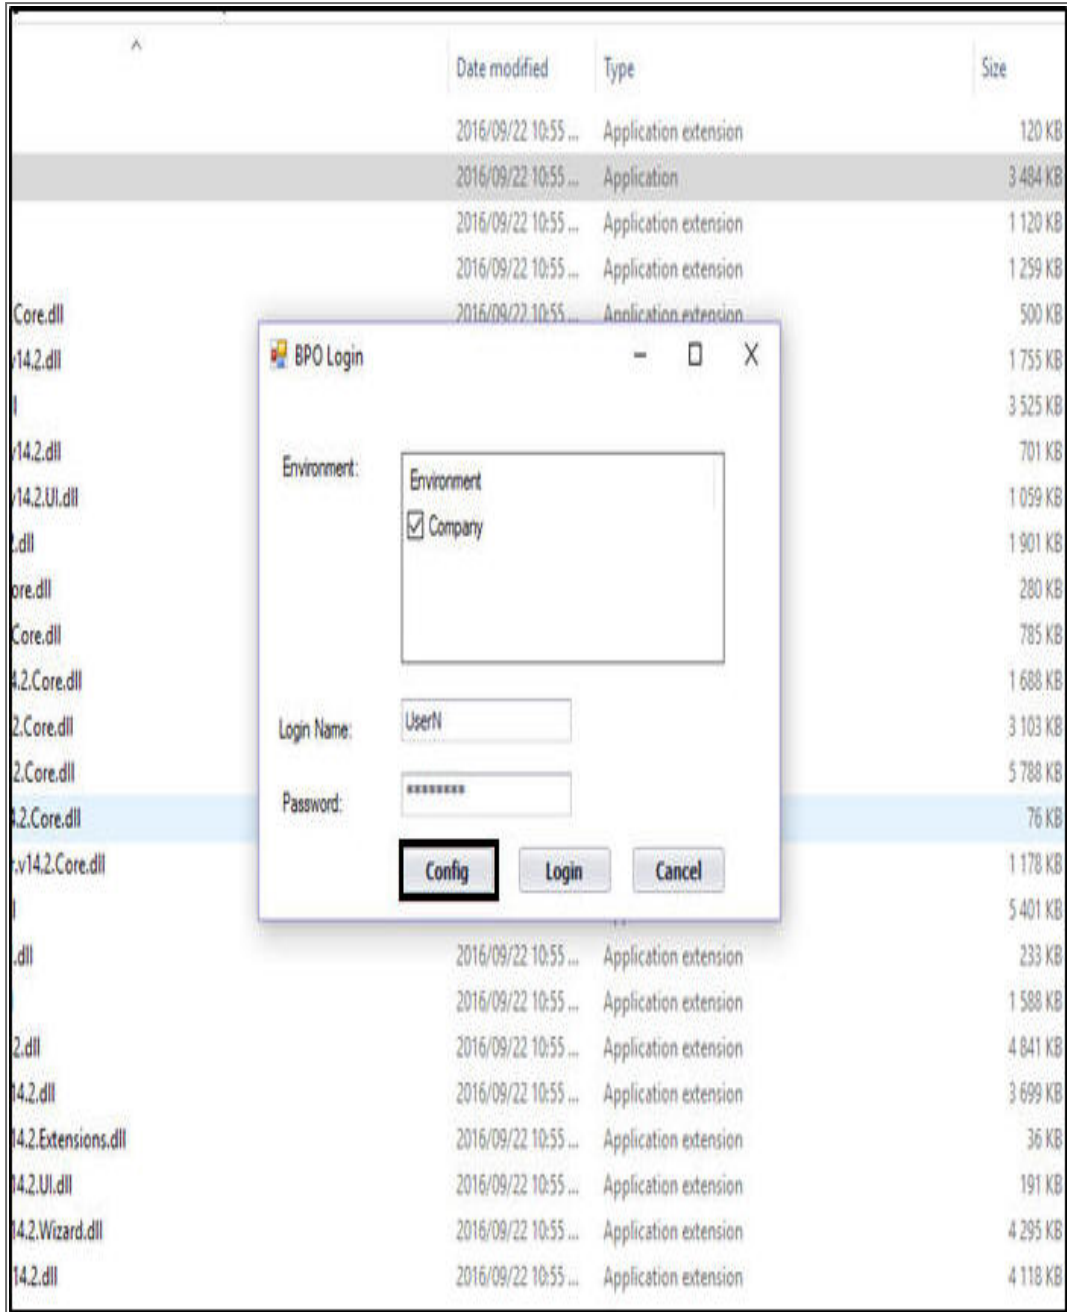 Date modified Type Size
2016/09/22 10:55 ... Application extension 120 KB
2016/09/22 10:55 ... Application 3 484 KB
2016/09/22 10:55 ... Application extension 1 120 KB
2016/09/22 10:55 ... Application extension 1 259 KB
Core.dll 2016/09/22 10:55 ... Application extension 500 KB
v14.2.dll 1 755 KB
3 525 KB
v14.2.dll 701 KB
v14.2.UI.dll 1 059 KB
.dll 1 901 KB
ore.dll 280 KB
Core.dll 785 KB
4.2.Core.dll 1 688 KB
2.Core.dll 3 103 KB
2.Core.dll 5 788 KB
.2.Core.dll 76 KB
.v14.2.Core.dll 1 178 KB
5 401 KB
.dll 2016/09/22 10:55 ... Application extension 233 KB
2016/09/22 10:55 ... Application extension 1 588 KB
2.dll 2016/09/22 10:55 ... Application extension 4 841 KB
14.2.dll 2016/09/22 10:55 ... Application extension 3 699 KB
14.2.Extensions.dll 2016/09/22 10:55 ... Application extension 36 KB
14.2.UI.dll 2016/09/22 10:55 ... Application extension 191 KB
14.2.Wizard.dll 2016/09/22 10:55 ... Application extension 4 295 KB
14.2.dll 2016/09/22 10:55 ... Application extension 4 118 KB
BPO Login
Environment:
Environment
Company
Login Name: UserN
Password: ********
Config Login Cancel